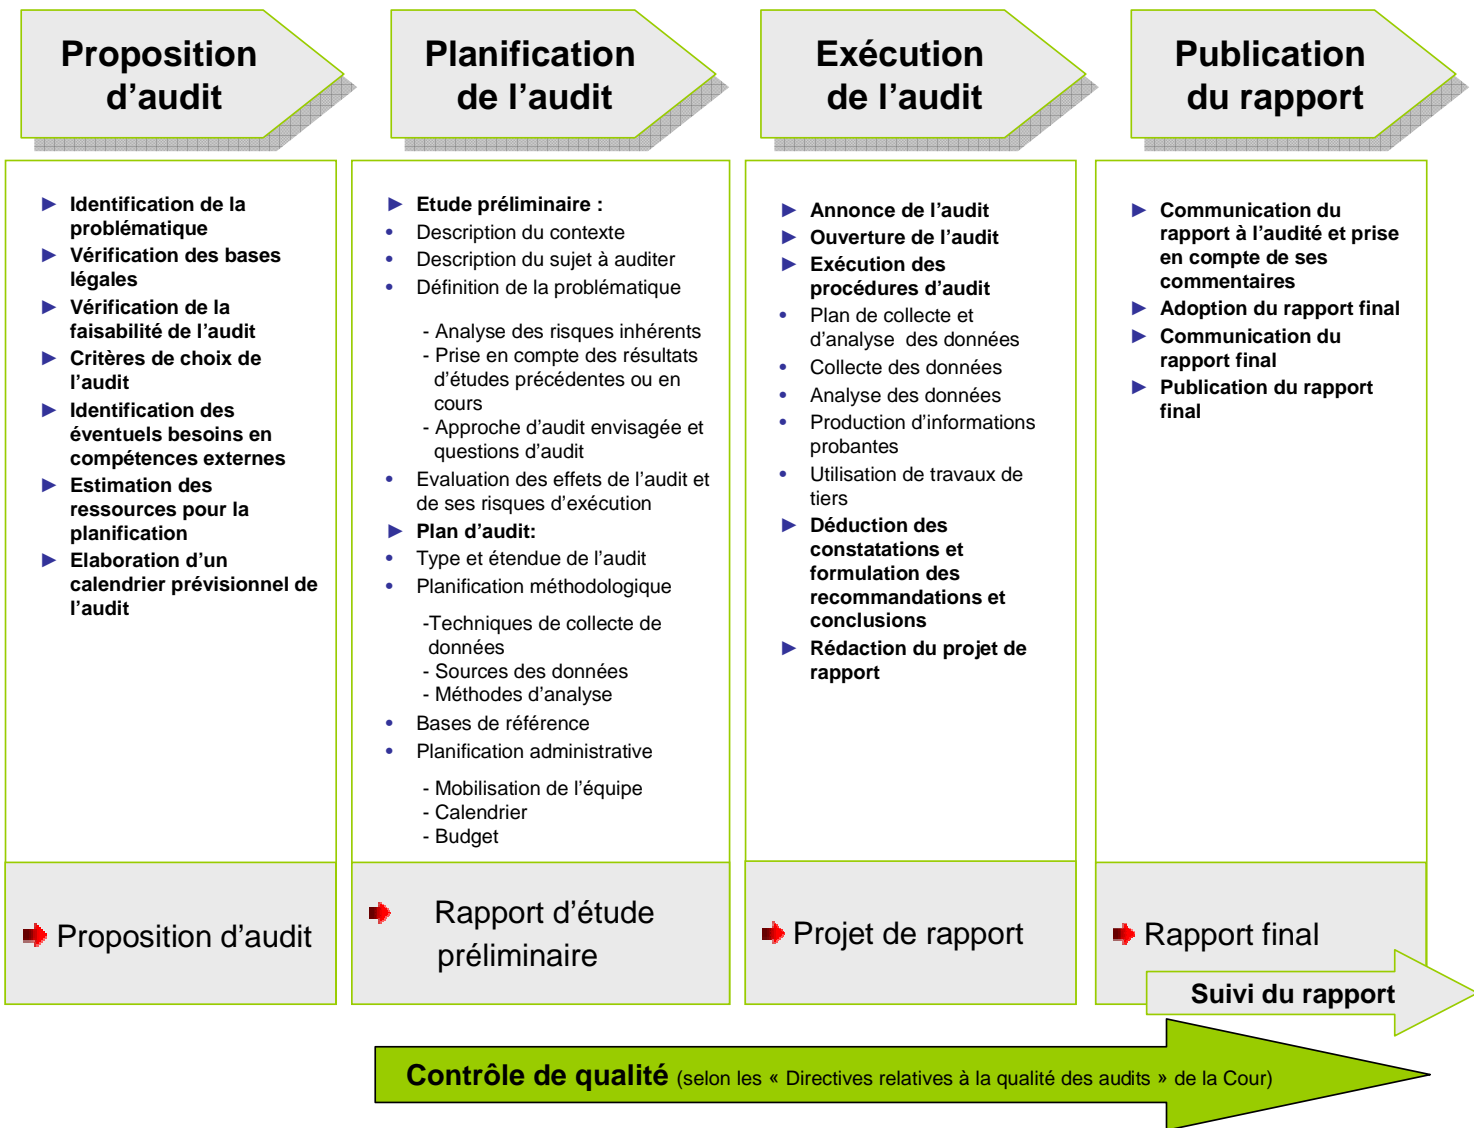 Proposition
d'audit
Planification
de l'audit
Exécution
de l'audit
Publication
du rapport
► Identification de la
problématique
► Vérification des bases
légales
► Vérification de la
faisabilité de l'audit
► Critères de choix de
l'audit
► Identification des
éventuels besoins en
compétences externes
► Estimation des
ressources pour la
planification
► Elaboration d'un
calendrier prévisionnel de
l'audit
► Etude préliminaire :
• Description du contexte
• Description du sujet à auditer
• Définition de la problématique
- Analyse des risques inhérents
- Prise en compte des résultats
d'études précédentes ou en
cours
- Approche d'audit envisagée et
questions d'audit
• Evaluation des effets de l'audit et
de ses risques d'exécution
► Plan d'audit:
• Type et étendue de l'audit
• Planification méthodologique
-Techniques de collecte de
données
- Sources des données
- Méthodes d'analyse
• Bases de référence
• Planification administrative
- Mobilisation de l'équipe
- Calendrier
- Budget
► Annonce de l'audit
► Ouverture de l'audit
► Exécution des
procédures d'audit
• Plan de collecte et
d'analyse des données
• Collecte des données
• Analyse des données
• Production d'informations
probantes
• Utilisation de travaux de
tiers
► Déduction des
constatations et
formulation des
recommandations et
conclusions
► Rédaction du projet de
rapport
► Communication du
rapport à l'audité et prise
en compte de ses
commentaires
► Adoption du rapport final
► Communication du
rapport final
► Publication du rapport
final
Proposition d'audit
Rapport d'étude
préliminaire
Projet de rapport
Rapport final
Suivi du rapport
Contrôle de qualité (selon les « Directives relatives à la qualité des audits » de la Cour)